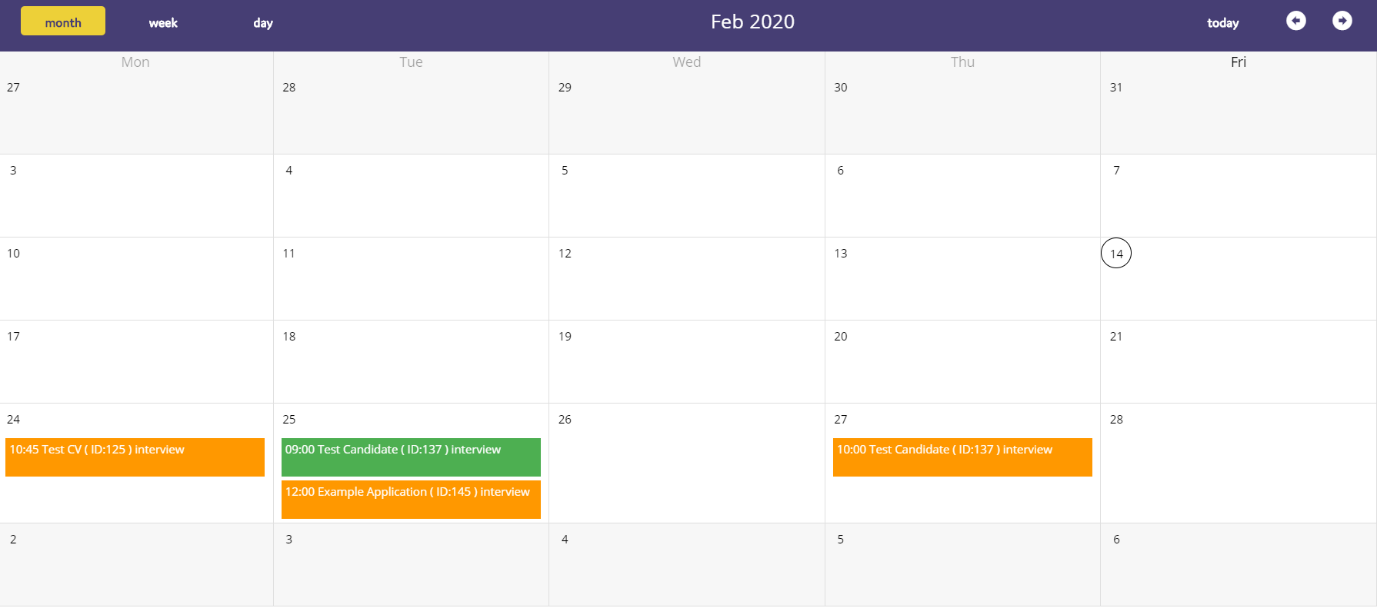 month week day Feb 2020 today
Mon Tue Wed Thu Fri
27 28 29 30 31
3 4 5 6 7
10 11 12 13 14
17 18 19 20 21
24 25 26 27 28
10:45 Test CV ( ID:125 ) interview 09:00 Test Candidate ( ID:137 ) interview 10:00 Test Candidate ( ID:137 ) interview
12:00 Example Application ( ID:145 ) interview
2 3 4 5 6